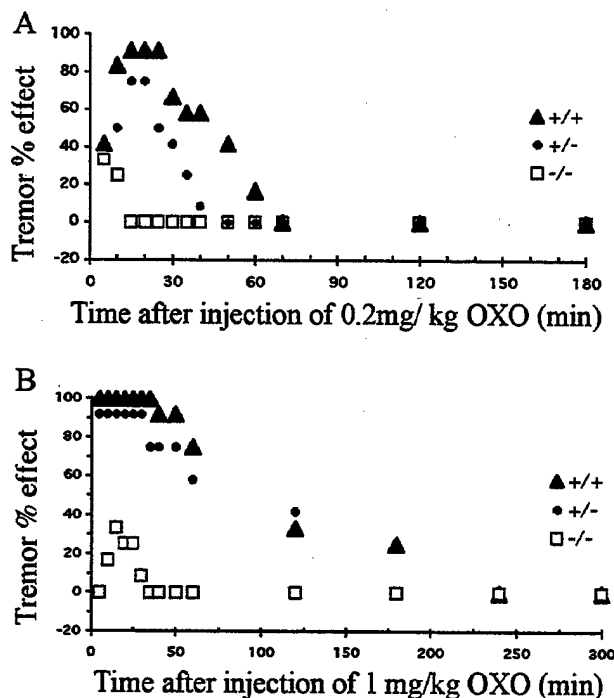 A
100
80
60
40
20
0
-20
Tremor % effect
+/+
+/-
-/-
0 30 60 90 120 150 180
Time after injection of 0.2mg/ kg OXO (min)
B
100
80
60
40
20
0
-20
Tremor % effect
+/+
+/-
-/-
0 50 100 150 200 250 300
Time after injection of 1 mg/kg OXO (min)